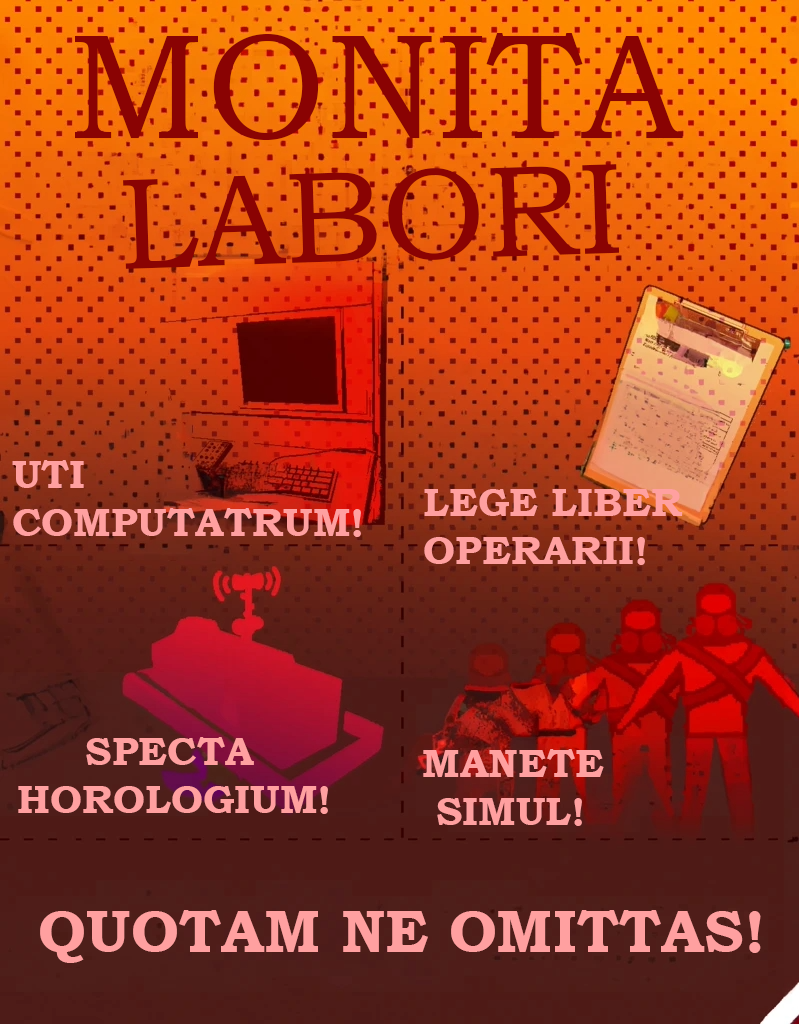 MONITA
LABORI
UTI
COMPUTATRUM!
LEGE LIBER
OPERARII!
SPECTA
HOROLOGIUM!
MANETE
SIMUL!
QUOTAM NE OMITTAS!